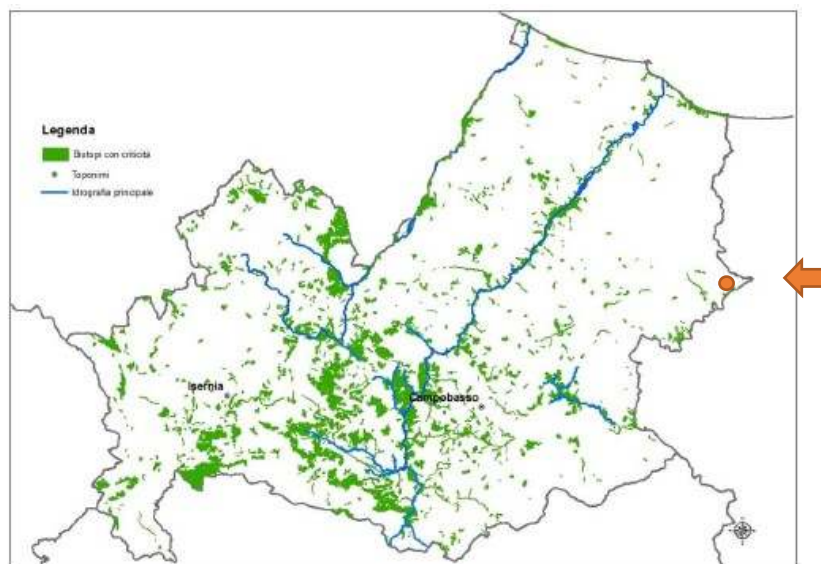 Legenda
Biotopi con criticità
Toponimi
Idrografia principale
Isernia
Campobasso